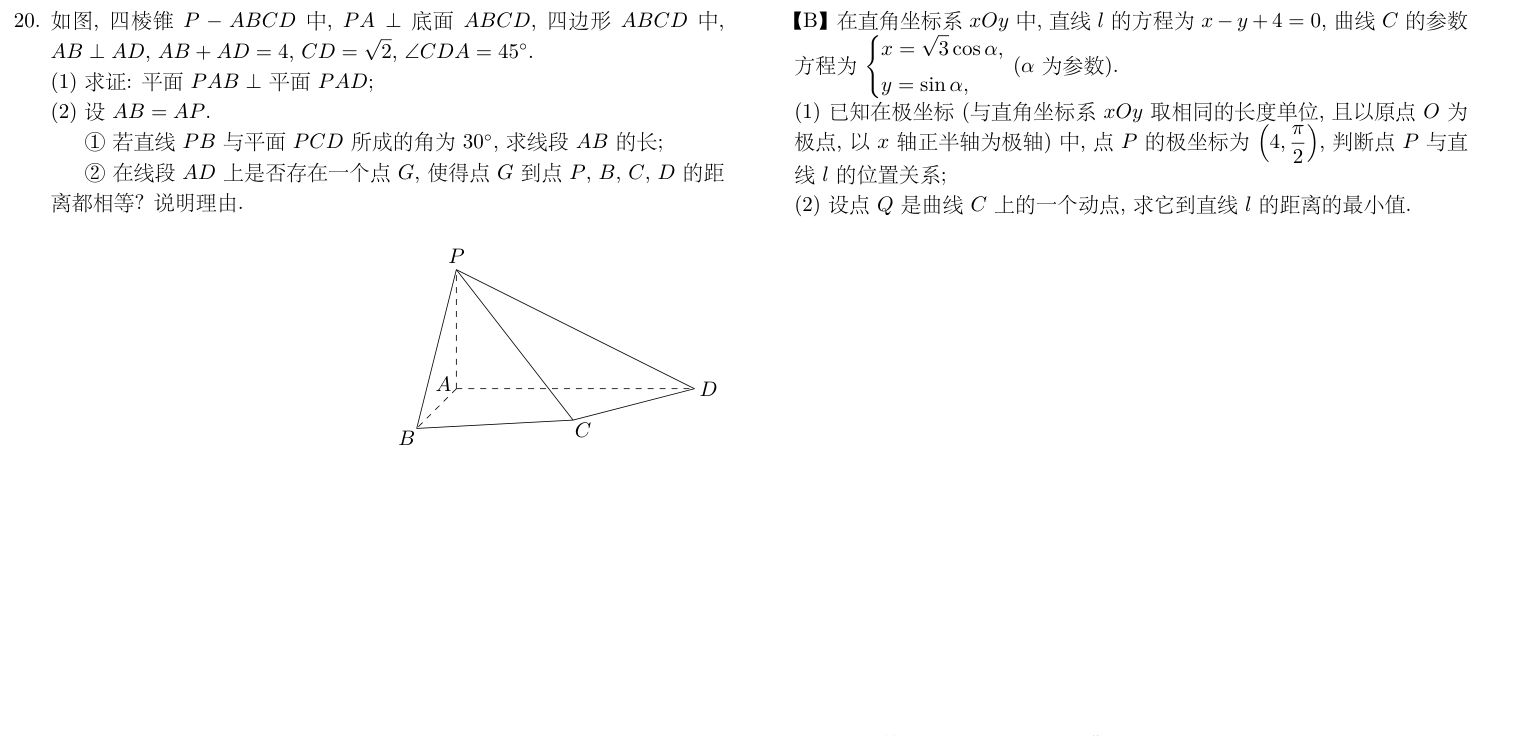 20. 如图, 四棱锥 P − ABCD 中, PA ⊥ 底面 ABCD, 四边形 ABCD 中,
AB ⊥ AD, AB + AD = 4, CD = √2, ∠CDA = 45°.
(1) 求证: 平面 PAB ⊥ 平面 PAD;
(2) 设 AB = AP.
① 若直线 PB 与平面 PCD 所成的角为 30°, 求线段 AB 的长;
② 在线段 AD 上是否存在一个点 G, 使得点 G 到点 P, B, C, D 的距
离都相等? 说明理由.
P
A
D
B
C
【B】在直角坐标系 xOy 中, 直线 l 的方程为 x − y + 4 = 0, 曲线 C 的参数
方程为 { x = √3 cos α, y = sin α, (α 为参数).
(1) 已知在极坐标 (与直角坐标系 xOy 取相同的长度单位, 且以原点 O 为
极点, 以 x 轴正半轴为极轴) 中, 点 P 的极坐标为 (4, π/2), 判断点 P 与直
线 l 的位置关系;
(2) 设点 Q 是曲线 C 上的一个动点, 求它到直线 l 的距离的最小值.